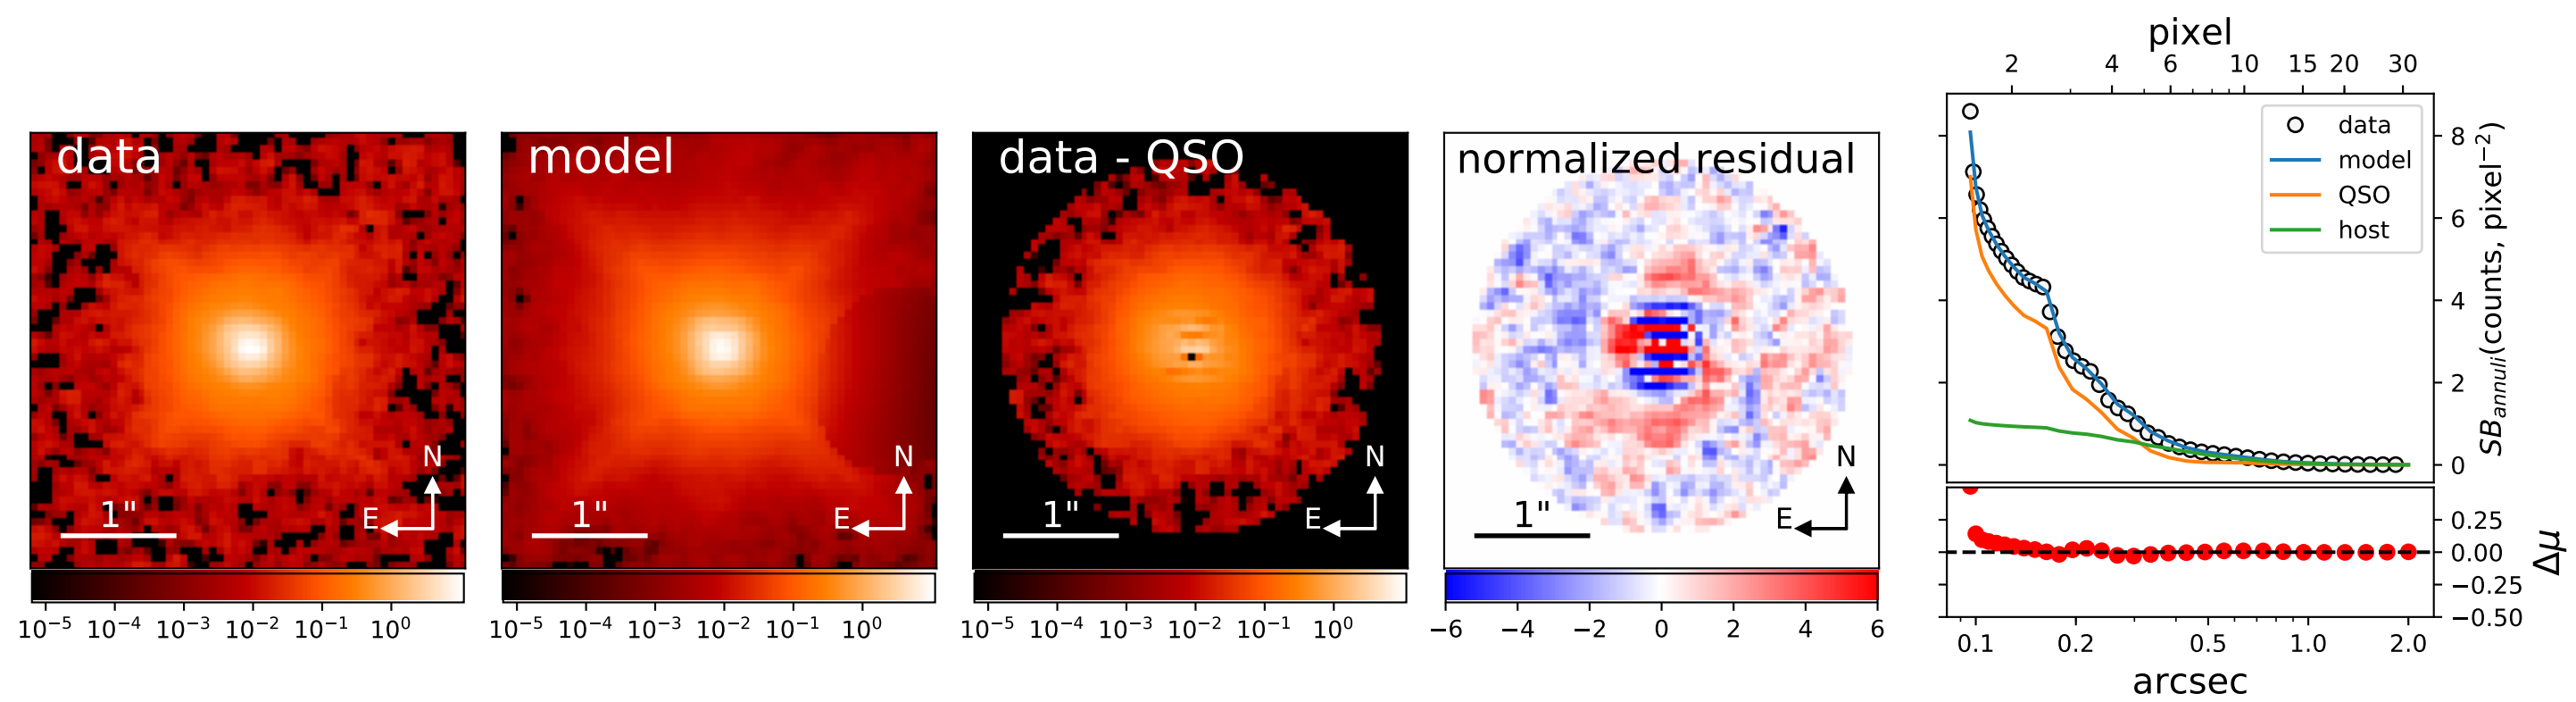 data
N
E
1"
10⁻⁵ 10⁻⁴ 10⁻³ 10⁻² 10⁻¹ 10⁰
model
N
E
1"
10⁻⁵ 10⁻⁴ 10⁻³ 10⁻² 10⁻¹ 10⁰
data - QSO
N
E
1"
10⁻⁵ 10⁻⁴ 10⁻³ 10⁻² 10⁻¹ 10⁰
normalized residual
N
E
1"
−6 −4 −2 0 2 4 6
pixel
2 4 6 10 15 20 30
data
model
QSO
host
8
6
4
2
0
SB_annuli(counts, pixel⁻²)
0.25
0.00
−0.25
−0.50
Δμ
0.1 0.2 0.5 1.0 2.0
arcsec